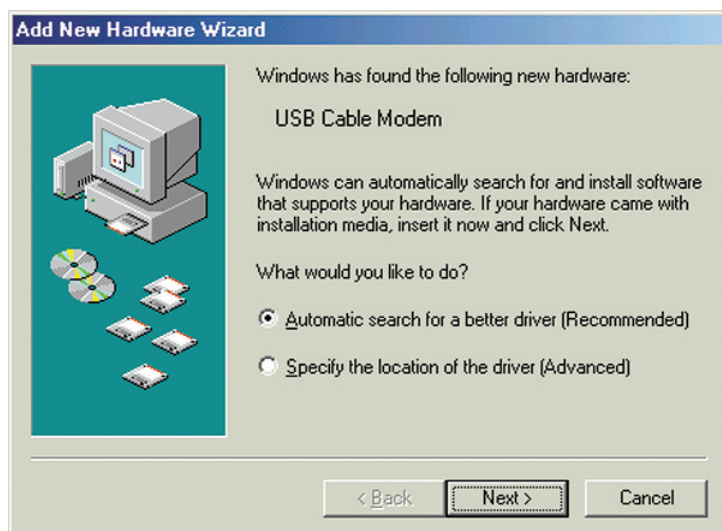 Add New Hardware Wizard
Windows has found the following new hardware:
USB Cable Modem
Windows can automatically search for and install software
that supports your hardware. If your hardware came with
installation media, insert it now and click Next.
What would you like to do?
Automatic search for a better driver (Recommended)
Specify the location of the driver (Advanced)
< Back
Next >
Cancel